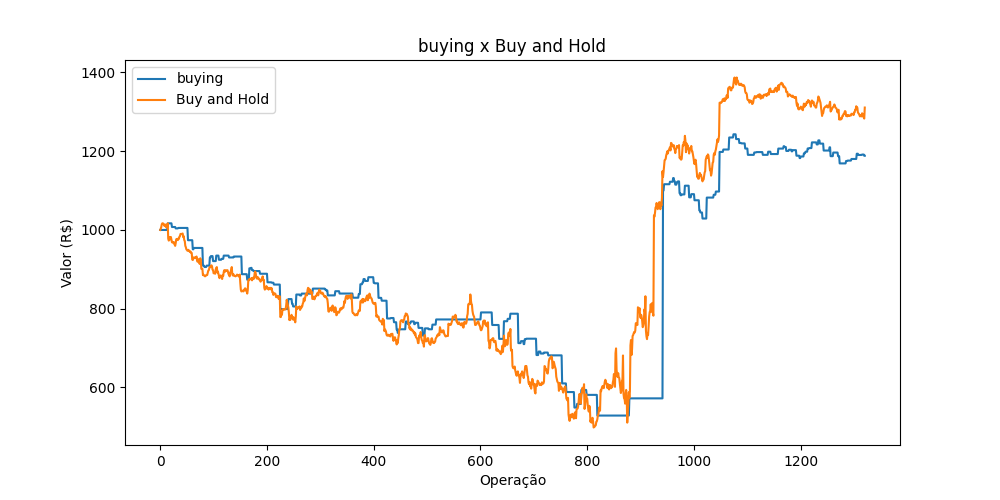 buying x Buy and Hold
buying
Buy and Hold
1400
1200
1000
800
600
Valor (R$)
0 200 400 600 800 1000 1200
Operação